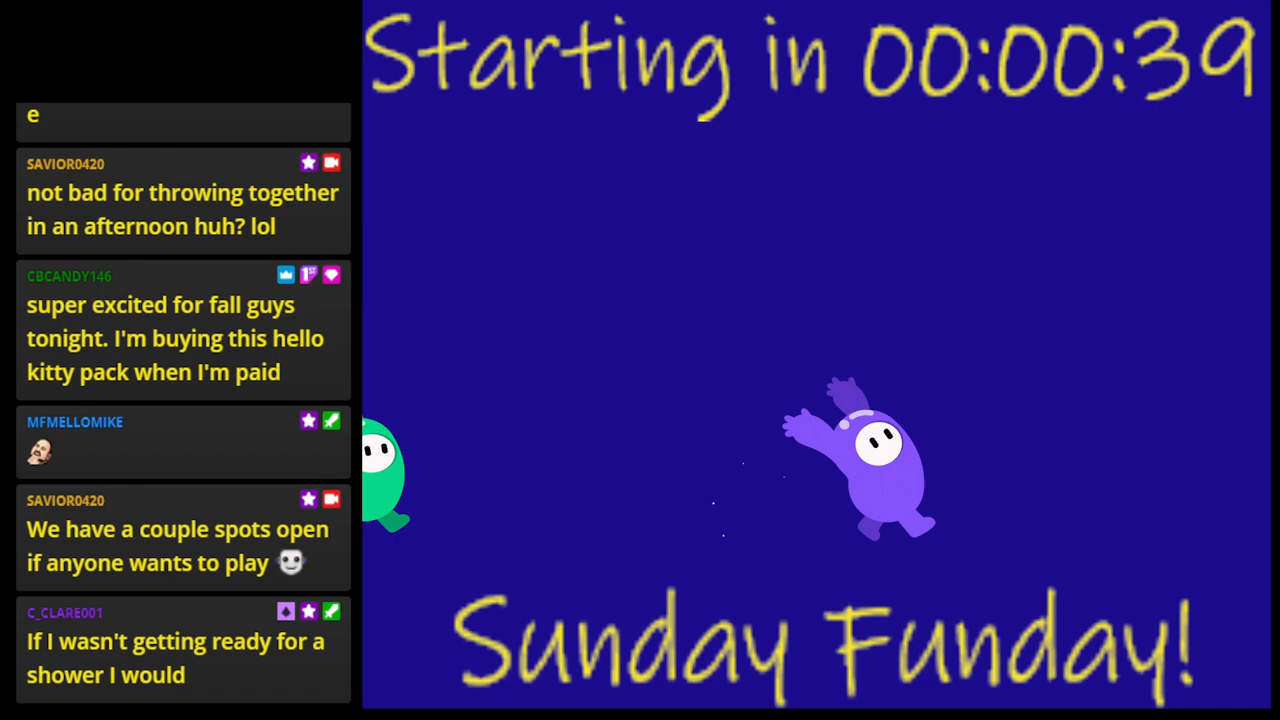 e
SAVIOR0420
not bad for throwing together
in an afternoon huh? lol
CBCANDY146
1ST
super excited for fall guys
tonight. I'm buying this hello
kitty pack when I'm paid
MFMELLOMIKE
SAVIOR0420
We have a couple spots open
if anyone wants to play
C_CLARE001
If I wasn't getting ready for a
shower I would
Starting in 00:00:39
Sunday Funday!